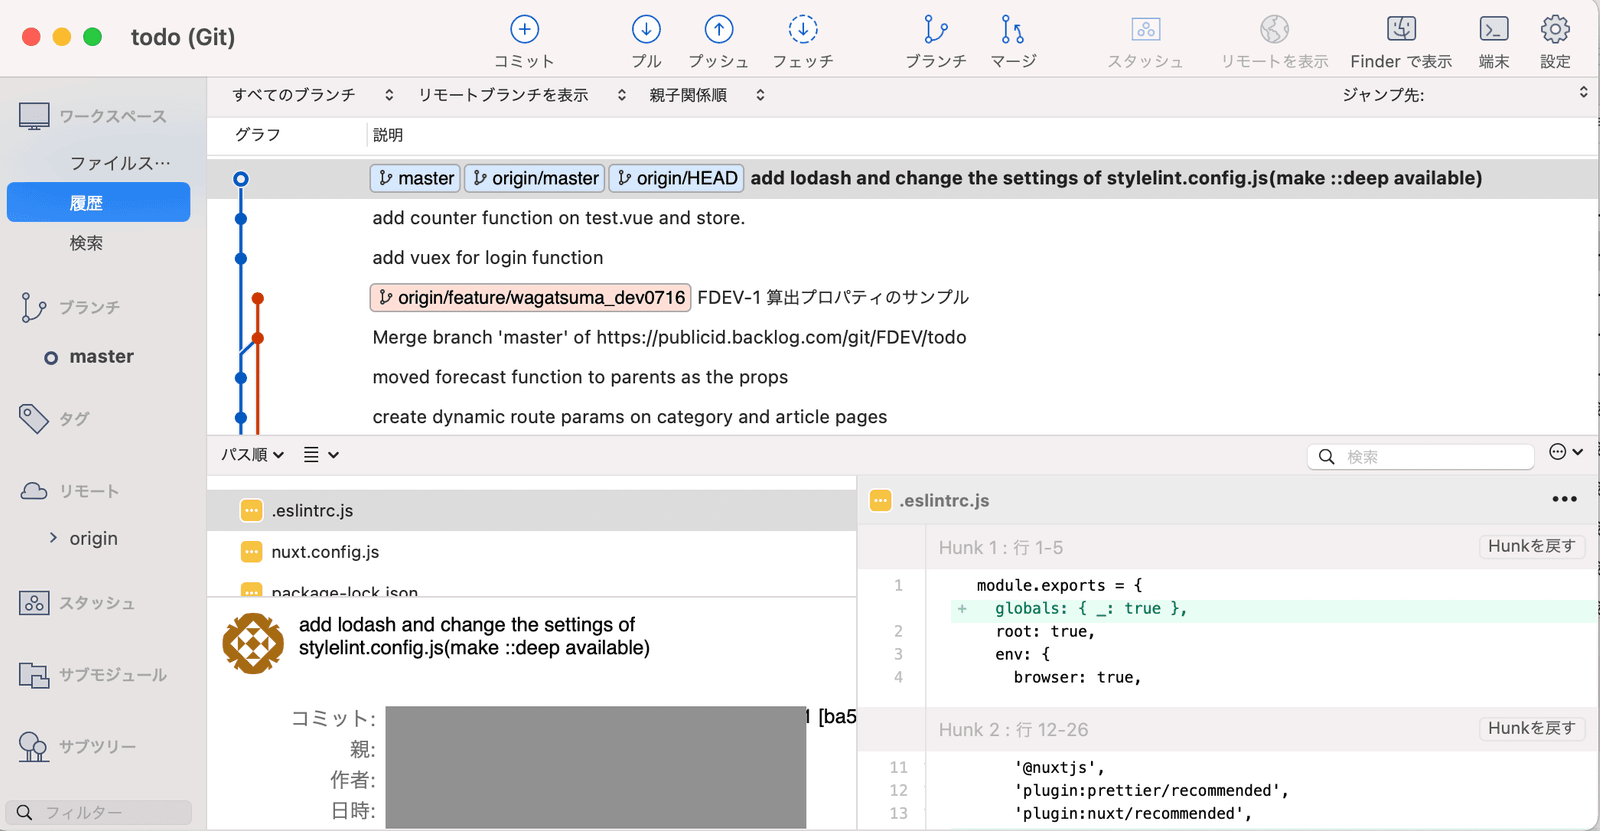 todo (Git)
コミット
プル
プッシュ
フェッチ
ブランチ
マージ
スタッシュ
リモートを表示
Finder で表示
端末
設定
ワークスペース
ファイルス…
履歴
検索
ブランチ
master
タグ
リモート
origin
スタッシュ
サブモジュール
サブツリー
フィルター
すべてのブランチ
リモートブランチを表示
親子関係順
ジャンプ先:
グラフ
説明
master origin/master origin/HEAD add lodash and change the settings of stylelint.config.js(make ::deep available)
add counter function on test.vue and store.
add vuex for login function
origin/feature/wagatsuma_dev0716 FDEV-1 算出プロパティのサンプル
Merge branch 'master' of https://publicid.backlog.com/git/FDEV/todo
moved forecast function to parents as the props
create dynamic route params on category and article pages
パス順
検索
.eslintrc.js
nuxt.config.js
package-lock.json
add lodash and change the settings of
stylelint.config.js(make ::deep available)
コミット: [ba5
親:
作者:
日時:
.eslintrc.js
Hunk 1 : 行 1-5
Hunkを戻す
1 module.exports = {
+ globals: { _: true },
2 root: true,
3 env: {
4 browser: true,
Hunk 2 : 行 12-26
Hunkを戻す
11 '@nuxtjs',
12 'plugin:prettier/recommended',
13 'plugin:nuxt/recommended',